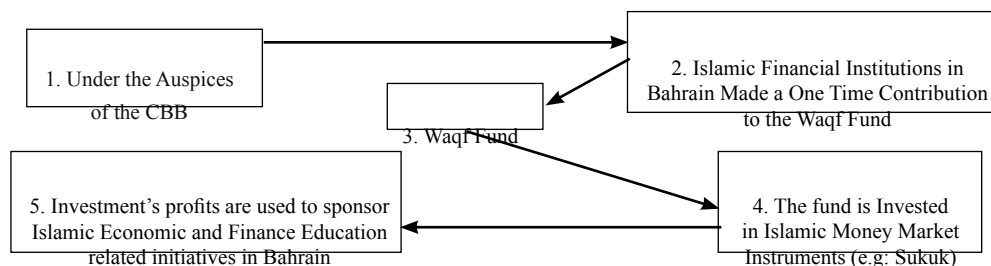 1. Under the Auspices
of the CBB
2. Islamic Financial Institutions in
Bahrain Made a One Time Contribution
to the Waqf Fund
3. Waqf Fund
4. The fund is Invested
in Islamic Money Market
Instruments (e.g: Sukuk)
5. Investment’s profits are used to sponsor
Islamic Economic and Finance Education
related initiatives in Bahrain